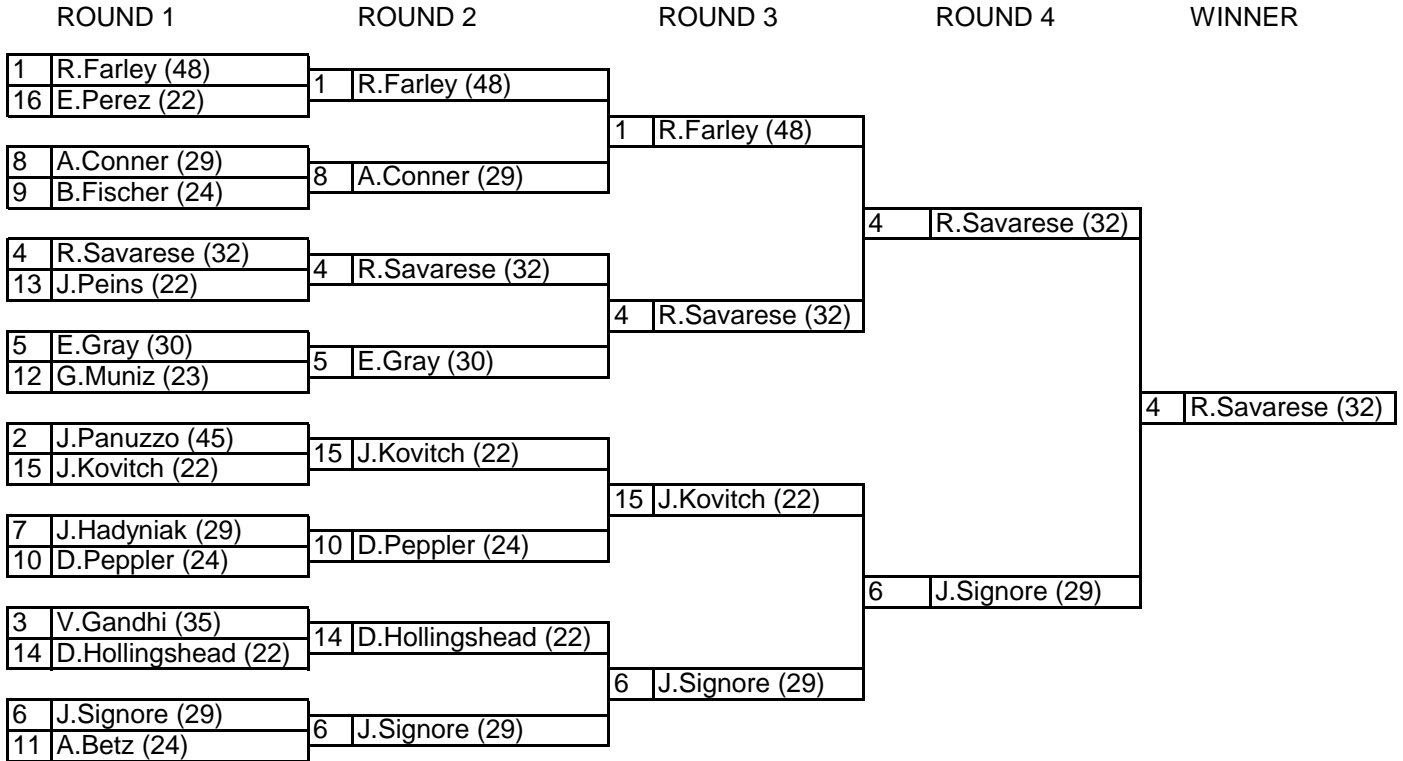 ROUND 1 ROUND 2 ROUND 3 ROUND 4 WINNER
1 R.Farley (48)
16 E.Perez (22)
8 A.Conner (29)
9 B.Fischer (24)
4 R.Savarese (32)
13 J.Peins (22)
5 E.Gray (30)
12 G.Muniz (23)
2 J.Panuzzo (45)
15 J.Kovitch (22)
7 J.Hadyniak (29)
10 D.Peppler (24)
3 V.Gandhi (35)
14 D.Hollingshead (22)
6 J.Signore (29)
11 A.Betz (24)
1 R.Farley (48)
8 A.Conner (29)
4 R.Savarese (32)
5 E.Gray (30)
15 J.Kovitch (22)
10 D.Peppler (24)
14 D.Hollingshead (22)
6 J.Signore (29)
1 R.Farley (48)
4 R.Savarese (32)
15 J.Kovitch (22)
6 J.Signore (29)
4 R.Savarese (32)
6 J.Signore (29)
4 R.Savarese (32)